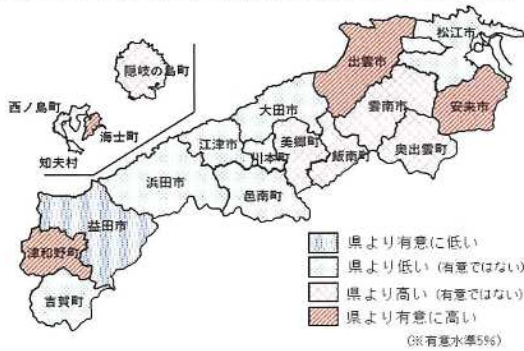 松江市
出雲市
隠岐の島町
安来市
雲南市
西ノ島町
大田市
海士町
美郷町
飯南町
奥出雲町
江津市
川本町
知夫村
浜田市
邑南町
益田市
津和野町
吉賀町
県より有意に低い
県より低い (有意ではない)
県より高い (有意ではない)
県より有意に高い
(※有意水準5%)